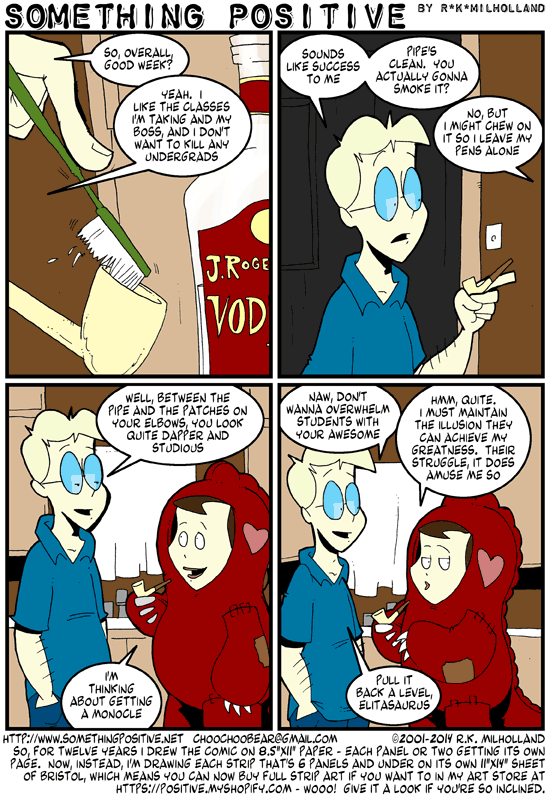 SOMETHING POSITIVE BY R*K*MILHOLLAND
SO, OVERALL,
GOOD WEEK?
YEAH. I
LIKE THE CLASSES
I'M TAKING AND MY
BOSS, AND I DON'T
WANT TO KILL ANY
UNDERGRADS
J.ROGE
VOD
SOUNDS
LIKE SUCCESS
TO ME
PIPE'S
CLEAN. YOU
ACTUALLY GONNA
SMOKE IT?
NO, BUT
I MIGHT CHEW ON
IT SO I LEAVE MY
PENS ALONE
WELL, BETWEEN THE
PIPE AND THE PATCHES ON
YOUR ELBOWS, YOU LOOK
QUITE DAPPER AND
STUDIOUS
I'M
THINKING
ABOUT GETTING
A MONOCLE
NAW, DON'T
WANNA OVERWHELM
STUDENTS WITH
YOUR AWESOME
HMM, QUITE.
I MUST MAINTAIN
THE ILLUSION THEY
CAN ACHIEVE MY
GREATNESS. THEIR
STRUGGLE, IT DOES
AMUSE ME SO
PULL IT
BACK A LEVEL,
ELITASAURUS
HTTP://WWW.SOMETHINGPOSITIVE.NET CHOOCHOOBEAR@GMAIL.COM ©2001-2014 R.K. MILHOLLAND
SO, FOR TWELVE YEARS I DREW THE COMIC ON 8.5"X11" PAPER - EACH PANEL OR TWO GETTING ITS OWN
PAGE. NOW, INSTEAD, I'M DRAWING EACH STRIP THAT'S 6 PANELS AND UNDER ON ITS OWN 11"X14" SHEET
OF BRISTOL, WHICH MEANS YOU CAN NOW BUY FULL STRIP ART IF YOU WANT TO IN MY ART STORE AT
HTTPS://POSITIVE.MYSHOPIFY.COM - WOOO! GIVE IT A LOOK IF YOU'RE SO INCLINED.